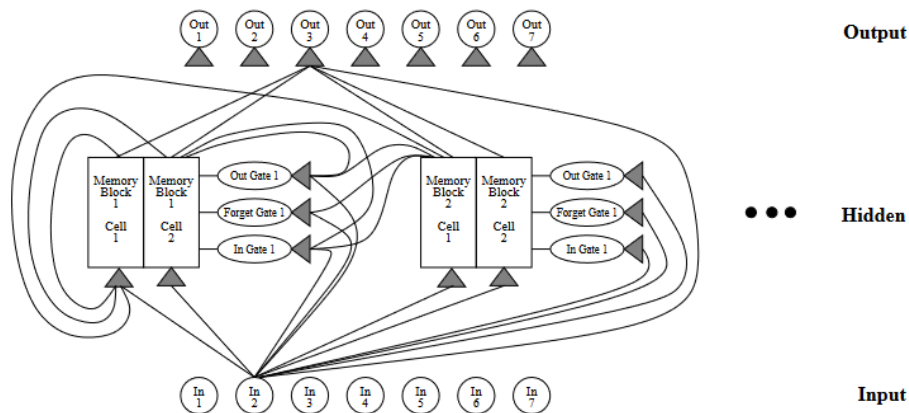 Out 1
Out 2
Out 3
Out 4
Out 5
Out 6
Out 7
Output
Memory Block 1 Cell 1
Memory Block 1 Cell 2
Out Gate 1
Forget Gate 1
In Gate 1
Memory Block 2 Cell 1
Memory Block 2 Cell 2
Out Gate 1
Forget Gate 1
In Gate 1
Hidden
In 1
In 2
In 3
In 4
In 5
In 6
In 7
Input